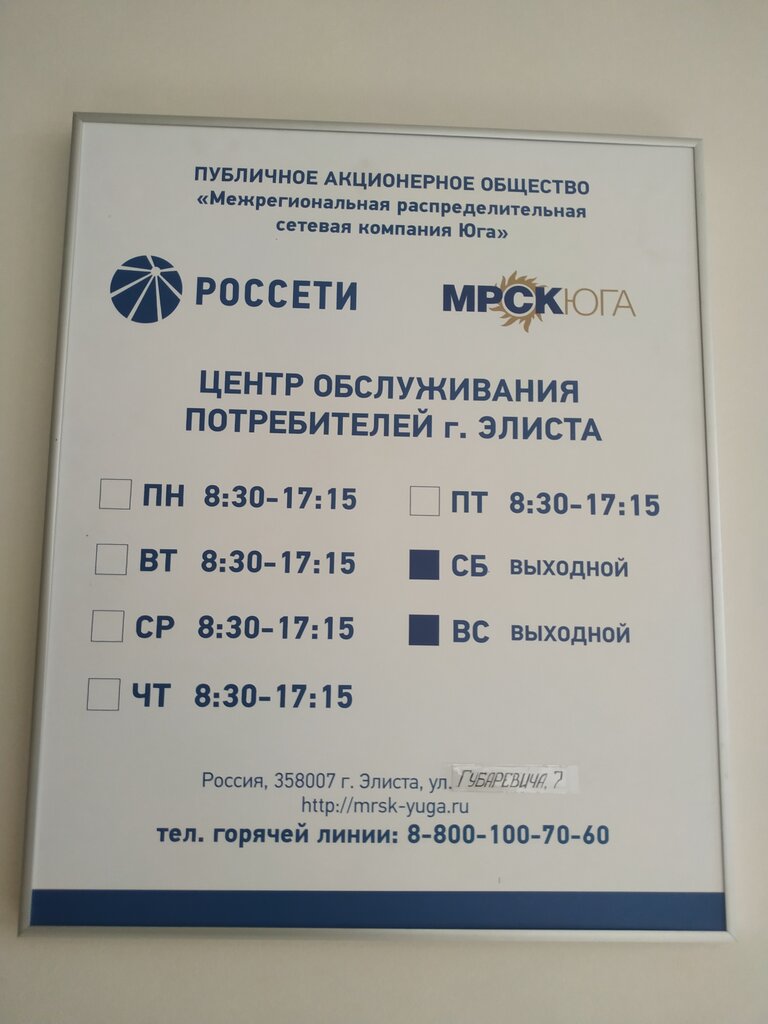 ПУБЛИЧНОЕ АКЦИОНЕРНОЕ ОБЩЕСТВО
«Межрегиональная распределительная
сетевая компания Юга»
РОССЕТИ МРСК ЮГА
ЦЕНТР ОБСЛУЖИВАНИЯ
ПОТРЕБИТЕЛЕЙ г. ЭЛИСТА
ПН 8:30-17:15
ВТ 8:30-17:15
СР 8:30-17:15
ЧТ 8:30-17:15
ПТ 8:30-17:15
СБ выходной
ВС выходной
Россия, 358007 г. Элиста, ул. ГУБАРЕВИЧА, 7
http://mrsk-yuga.ru
тел. горячей линии: 8-800-100-70-60